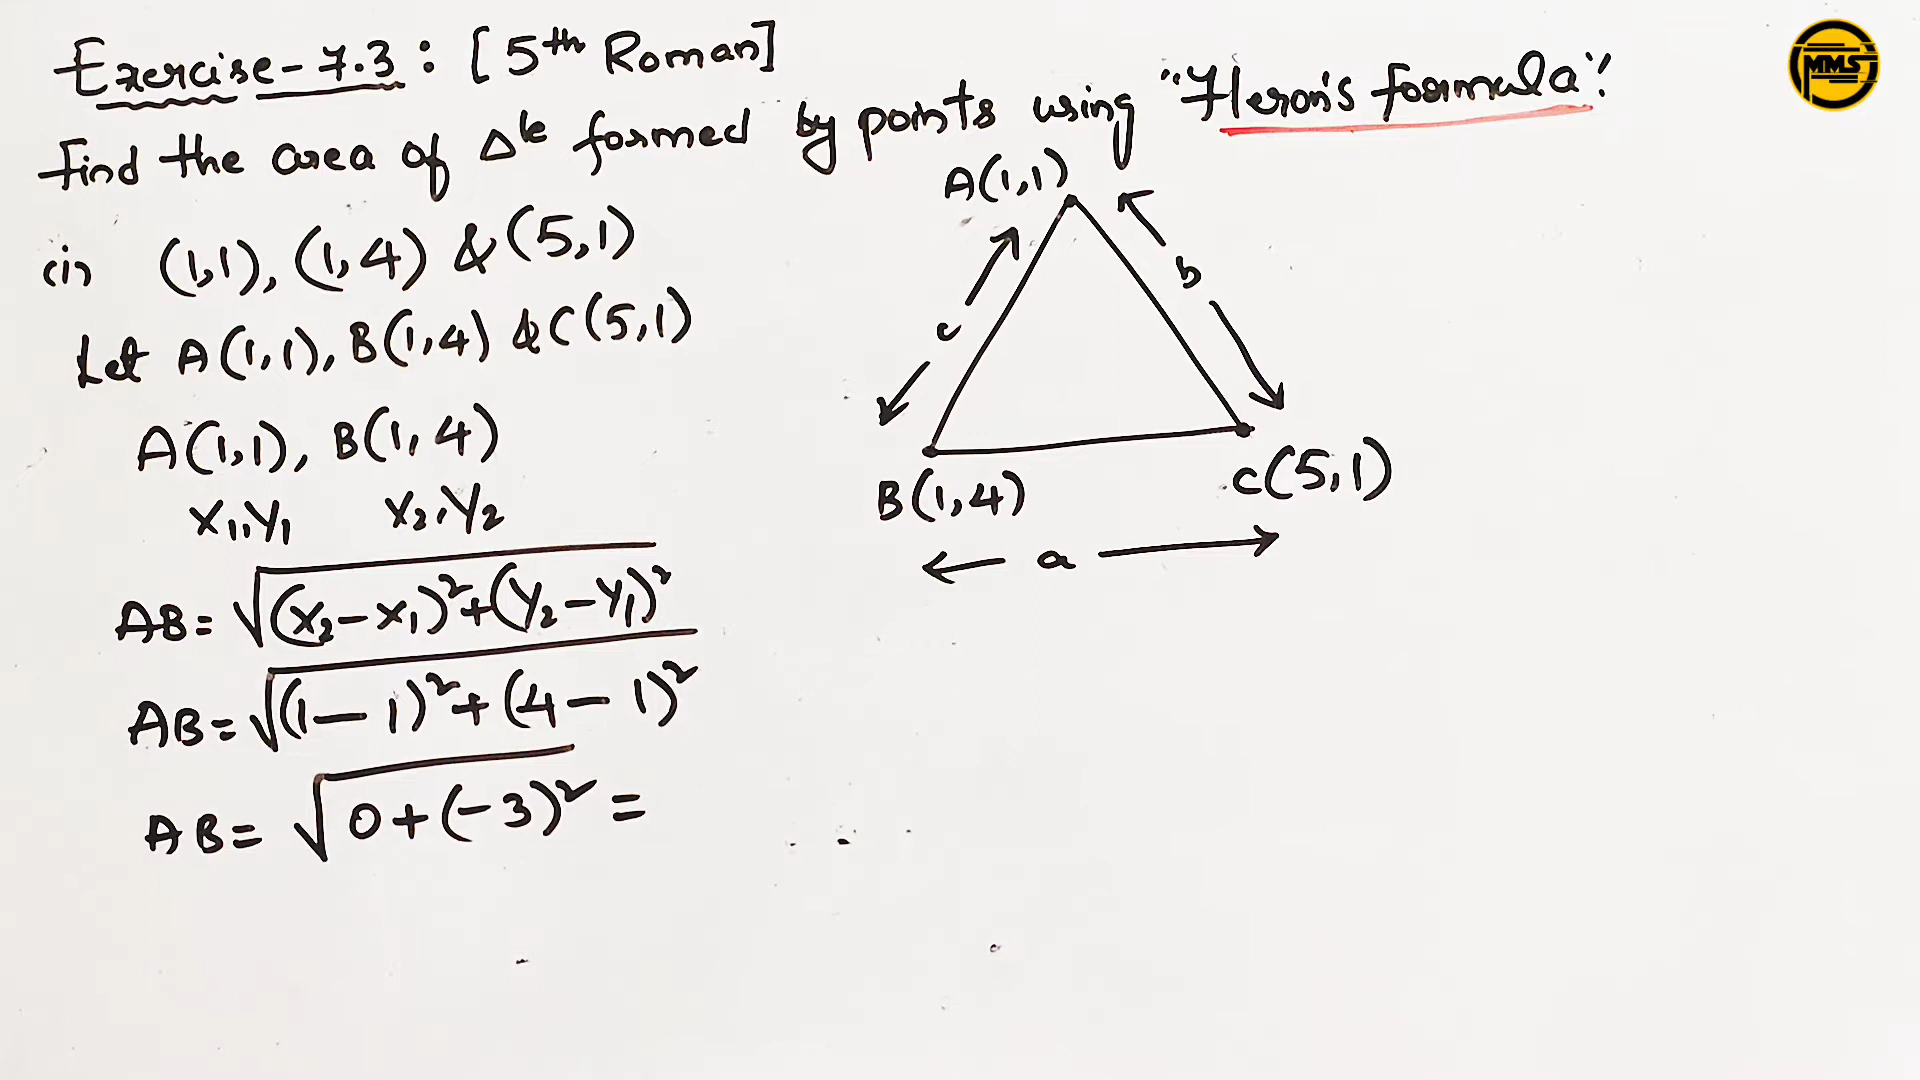 Exercise-7.3 : [5th Roman]
Find the area of Δle formed by points using "Heron's formula".
(i) (1,1), (1,4) & (5,1)
Let A(1,1), B(1,4) & C(5,1)
A(1,1), B(1,4)
x₁,y₁ x₂,y₂
AB = √(x₂-x₁)²+(y₂-y₁)²
AB = √(1-1)²+(4-1)²
AB = √0+(-3)² =
A(1,1)
c
b
B(1,4)
C(5,1)
a
MMS